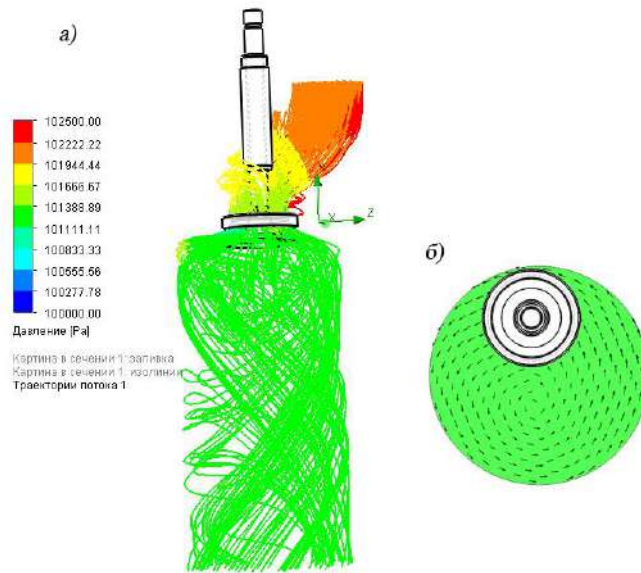 а)
102500.00
102222.22
101944.44
101666.67
101388.89
101111.11
100833.33
100555.56
100277.78
100000.00
Давление [Pa]
Картина в сечении 1: заливка
Картина в сечении 1: изолинии
Траектории потока 1
X
Z
б)